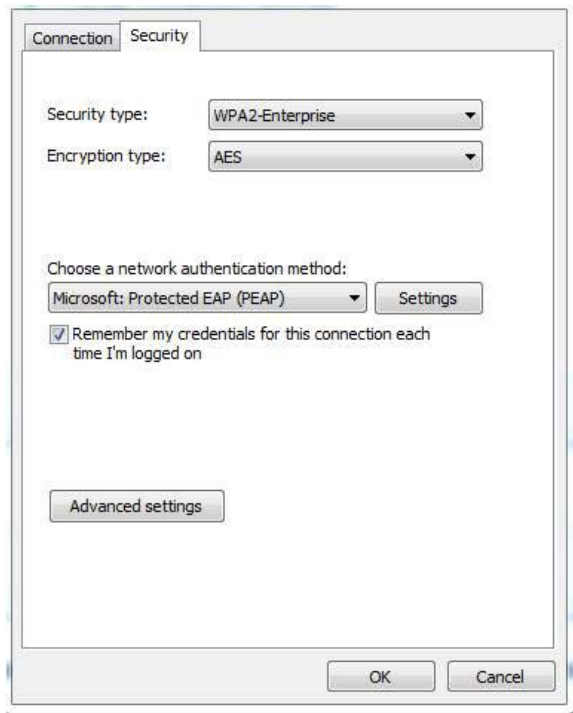 Connection Security
Security type: WPA2-Enterprise
Encryption type: AES
Choose a network authentication method:
Microsoft: Protected EAP (PEAP) Settings
Remember my credentials for this connection each
time I'm logged on
Advanced settings
OK Cancel